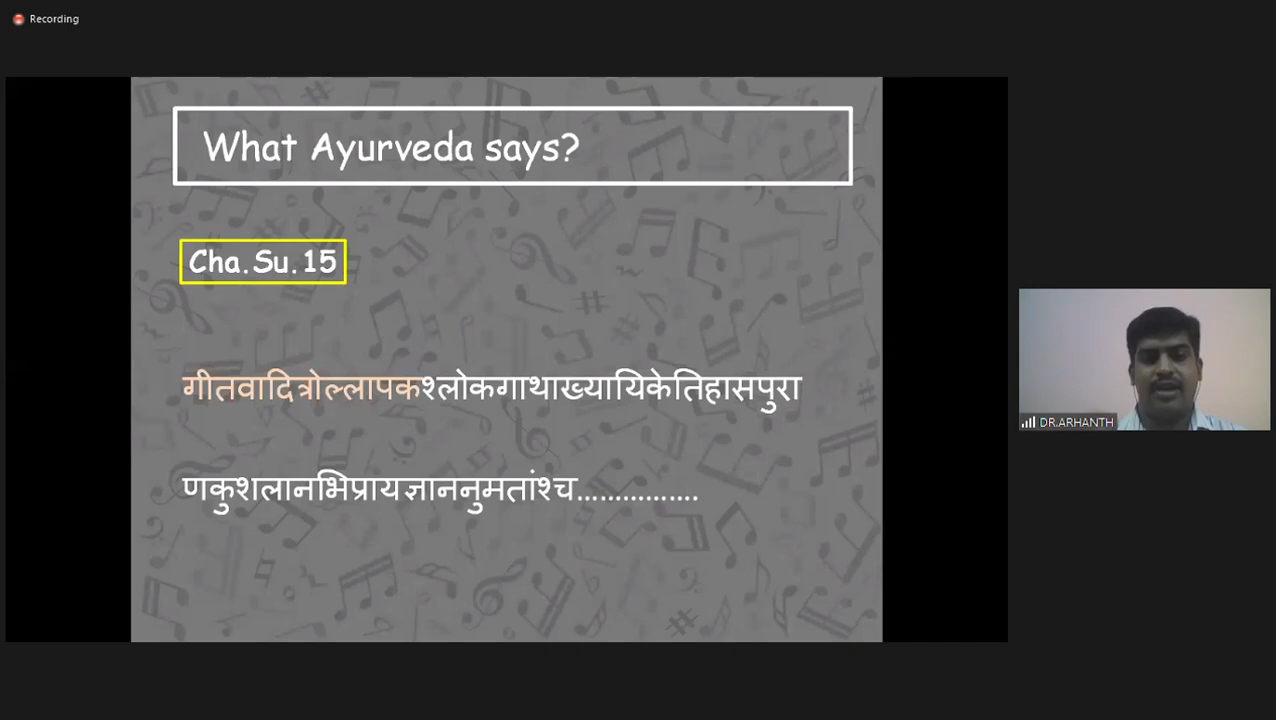 Recording
What Ayurveda says?
Cha.Su.15
गीतवादित्रोल्लापकश्लोकगाथाख्यायिकेतिहासपुरा
णकुशलानभिप्रायज्ञाननुमतांश्च...............
DR.ARHANTH